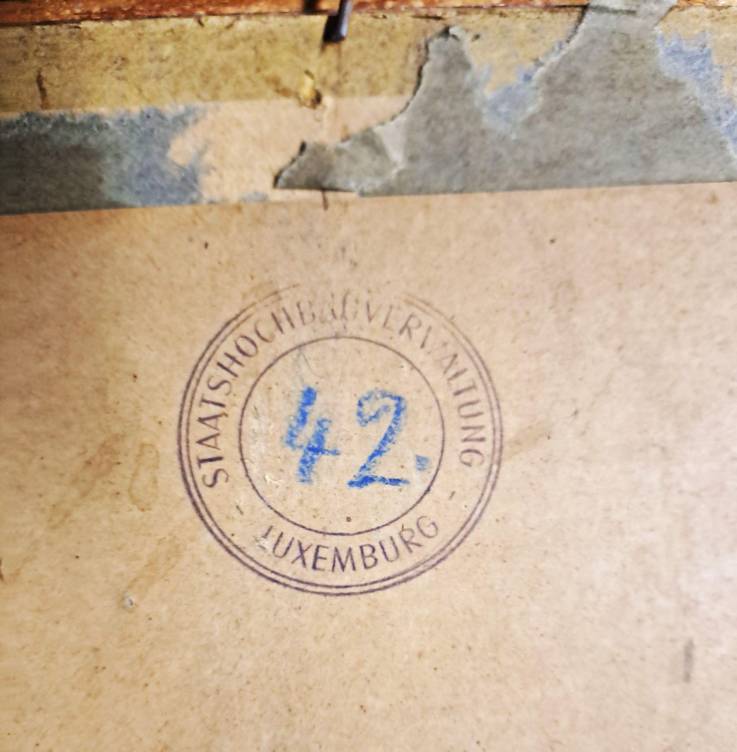 STAATSHOCHBAUVERWALTUNG
42.
- LUXEMBURG -